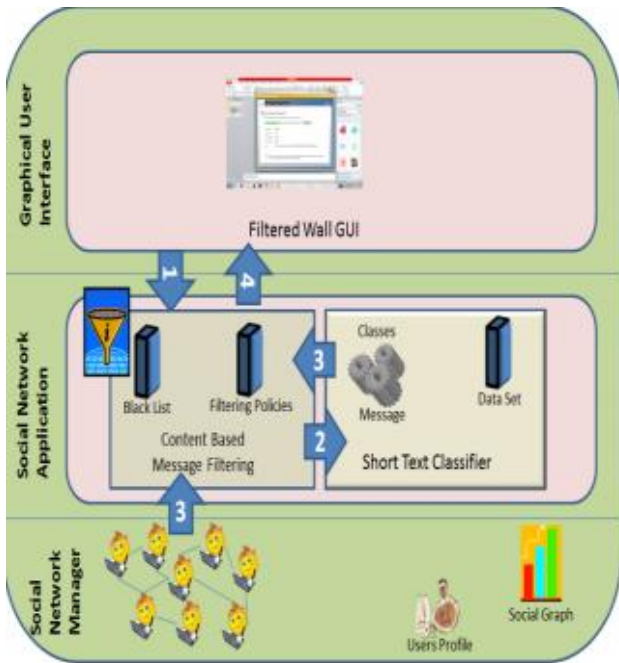 Graphical User
Interface
Filtered Wall GUI
1
4
Social Network
Application
Black List
Filtering Policies
Content Based
Message Filtering
3
2
Classes
Message
Data Set
Short Text Classifier
3
Social
Network
Manager
Users Profile
Social Graph